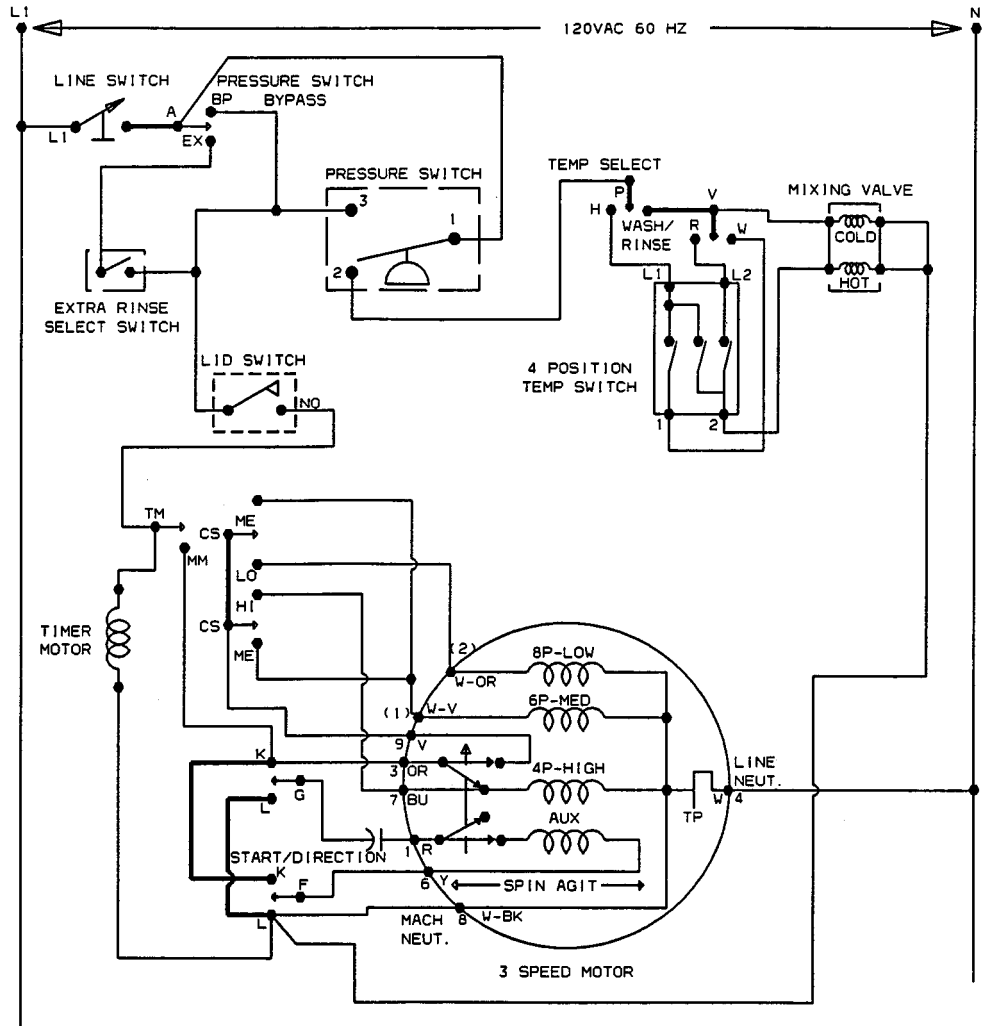 L1
N
120VAC 60 HZ
LINE SWITCH
PRESSURE SWITCH
BYPASS
A
BP
L1
EX
TEMP SELECT
PRESSURE SWITCH
P
V
MIXING VALVE
3
H
WASH/
RINSE
R
W
COLD
1
2
L1
L2
HOT
EXTRA RINSE
SELECT SWITCH
LID SWITCH
4 POSITION
TEMP SWITCH
NO
1
2
TM
CS
ME
MM
LO
HI
TIMER
MOTOR
CS
ME
(2)
8P-LOW
W-OR
6P-MED
(1)
W-V
9
V
K
3
OR
LINE
NEUT.
4P-HIGH
G
L
7
BU
W
4
TP
AUX
1
R
START/DIRECTION
K
6
Y
F
SPIN AGIT
L
MACH
NEUT.
8
W-BK
3 SPEED MOTOR